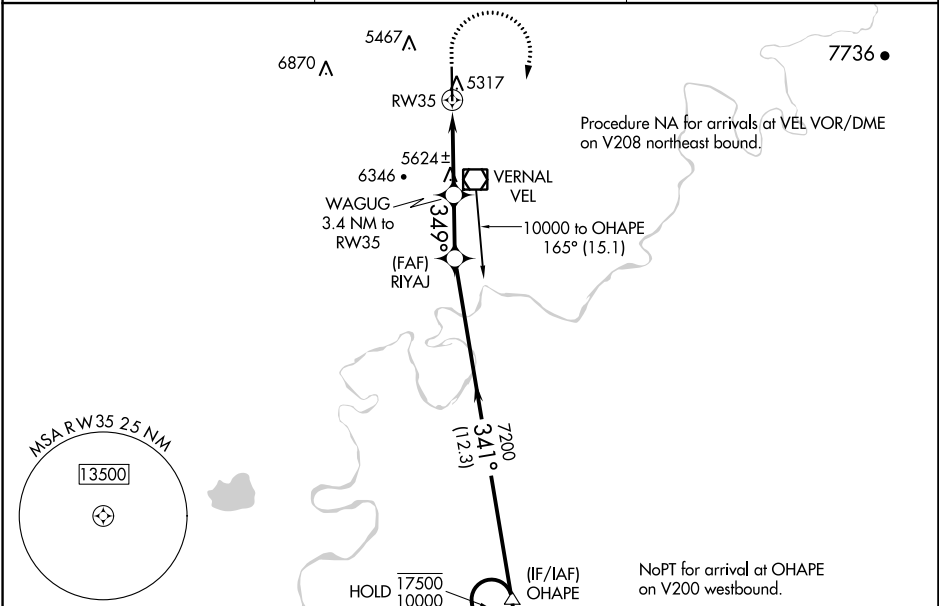 5467
6870
7736
5317
RW35
Procedure NA for arrivals at VEL VOR/DME
on V208 northeast bound.
5624±
6346
VERNAL
VEL
WAGUG
3.4 NM to
RW35
349°
10000 to OHAPE
165° (15.1)
(FAF)
RIYAJ
7200
341°
(12.3)
MSA RW35 25 NM
13500
HOLD 17500
10000
(IF/IAF)
OHAPE
NoPT for arrival at OHAPE
on V200 westbound.